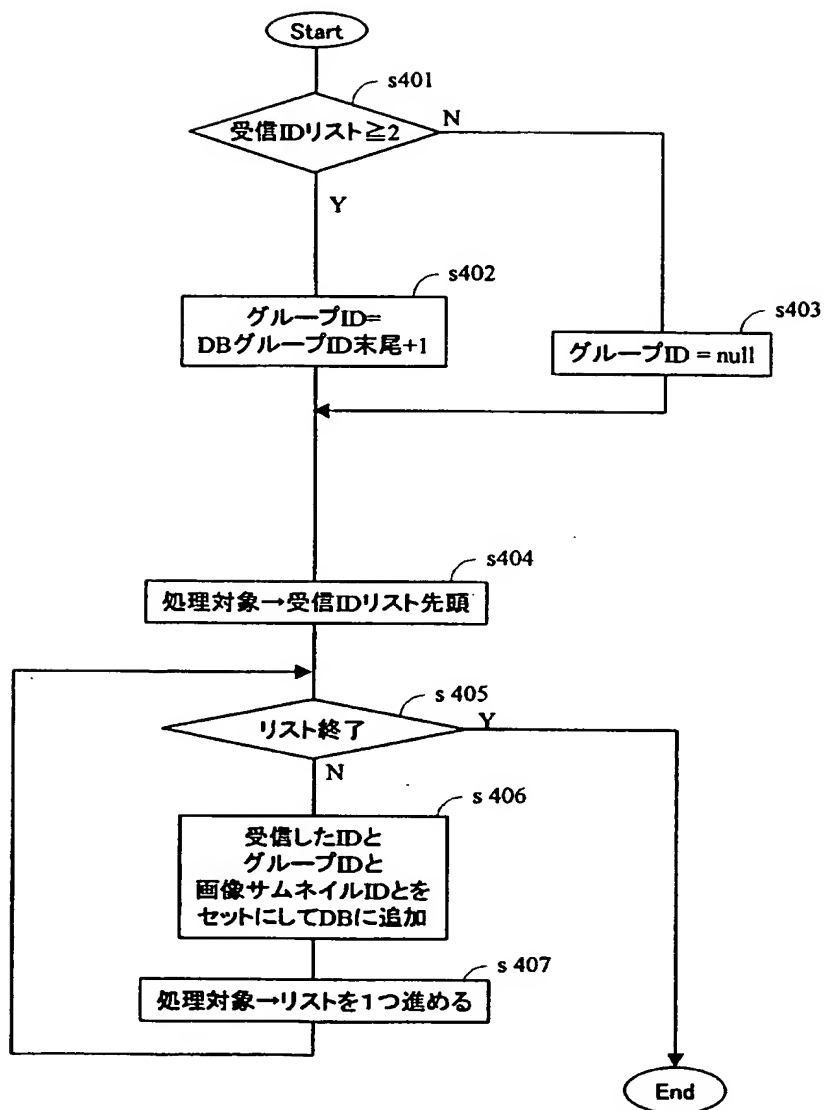 Start
s401
受信IDリスト≧2
N
Y
s402
グループID=
DBグループID末尾+1
s403
グループID = null
s404
処理対象→受信IDリスト先頭
s 405
リスト終了
Y
N
s 406
受信したIDと
グループIDと
画像サムネイルIDとを
セットにしてDBに追加
s 407
処理対象→リストを1つ進める
End